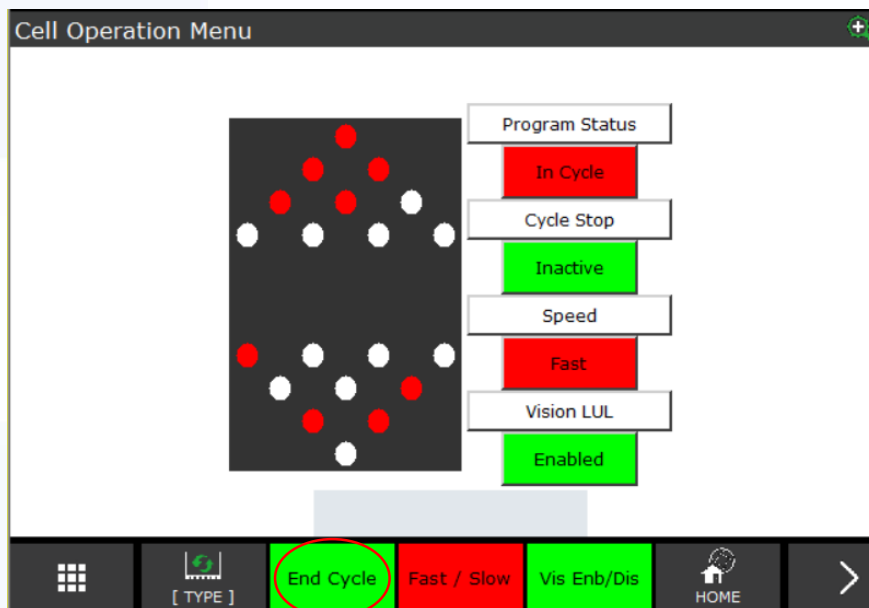 Cell Operation Menu
Program Status
In Cycle
Cycle Stop
Inactive
Speed
Fast
Vision LUL
Enabled
[ TYPE ]
End Cycle
Fast / Slow
Vis Enb/Dis
HOME